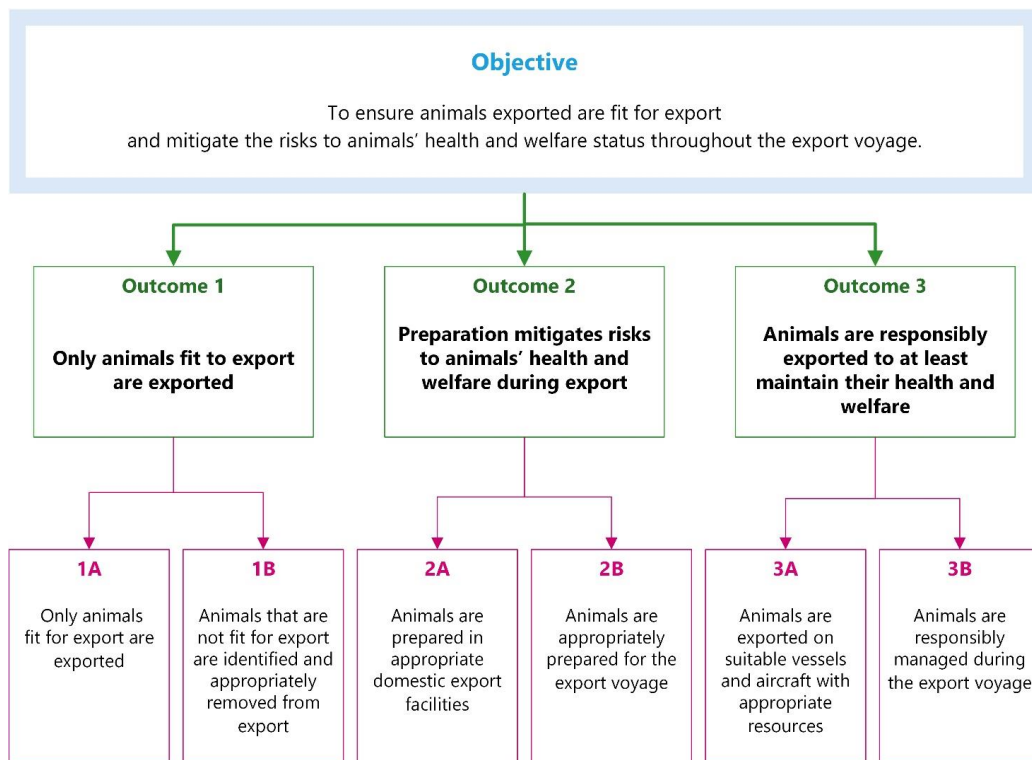 Objective
To ensure animals exported are fit for export
and mitigate the risks to animals’ health and welfare status throughout the export voyage.
Outcome 1
Only animals fit to export
are exported
Outcome 2
Preparation mitigates risks
to animals’ health and
welfare during export
Outcome 3
Animals are responsibly
exported to at least
maintain their health and
welfare
1A
Only animals
fit for export are
exported
1B
Animals that are
not fit for export
are identified and
appropriately
removed from
export
2A
Animals are
prepared in
appropriate
domestic export
facilities
2B
Animals are
appropriately
prepared for the
export voyage
3A
Animals are
exported on
suitable vessels
and aircraft with
appropriate
resources
3B
Animals are
responsibly
managed during
the export voyage